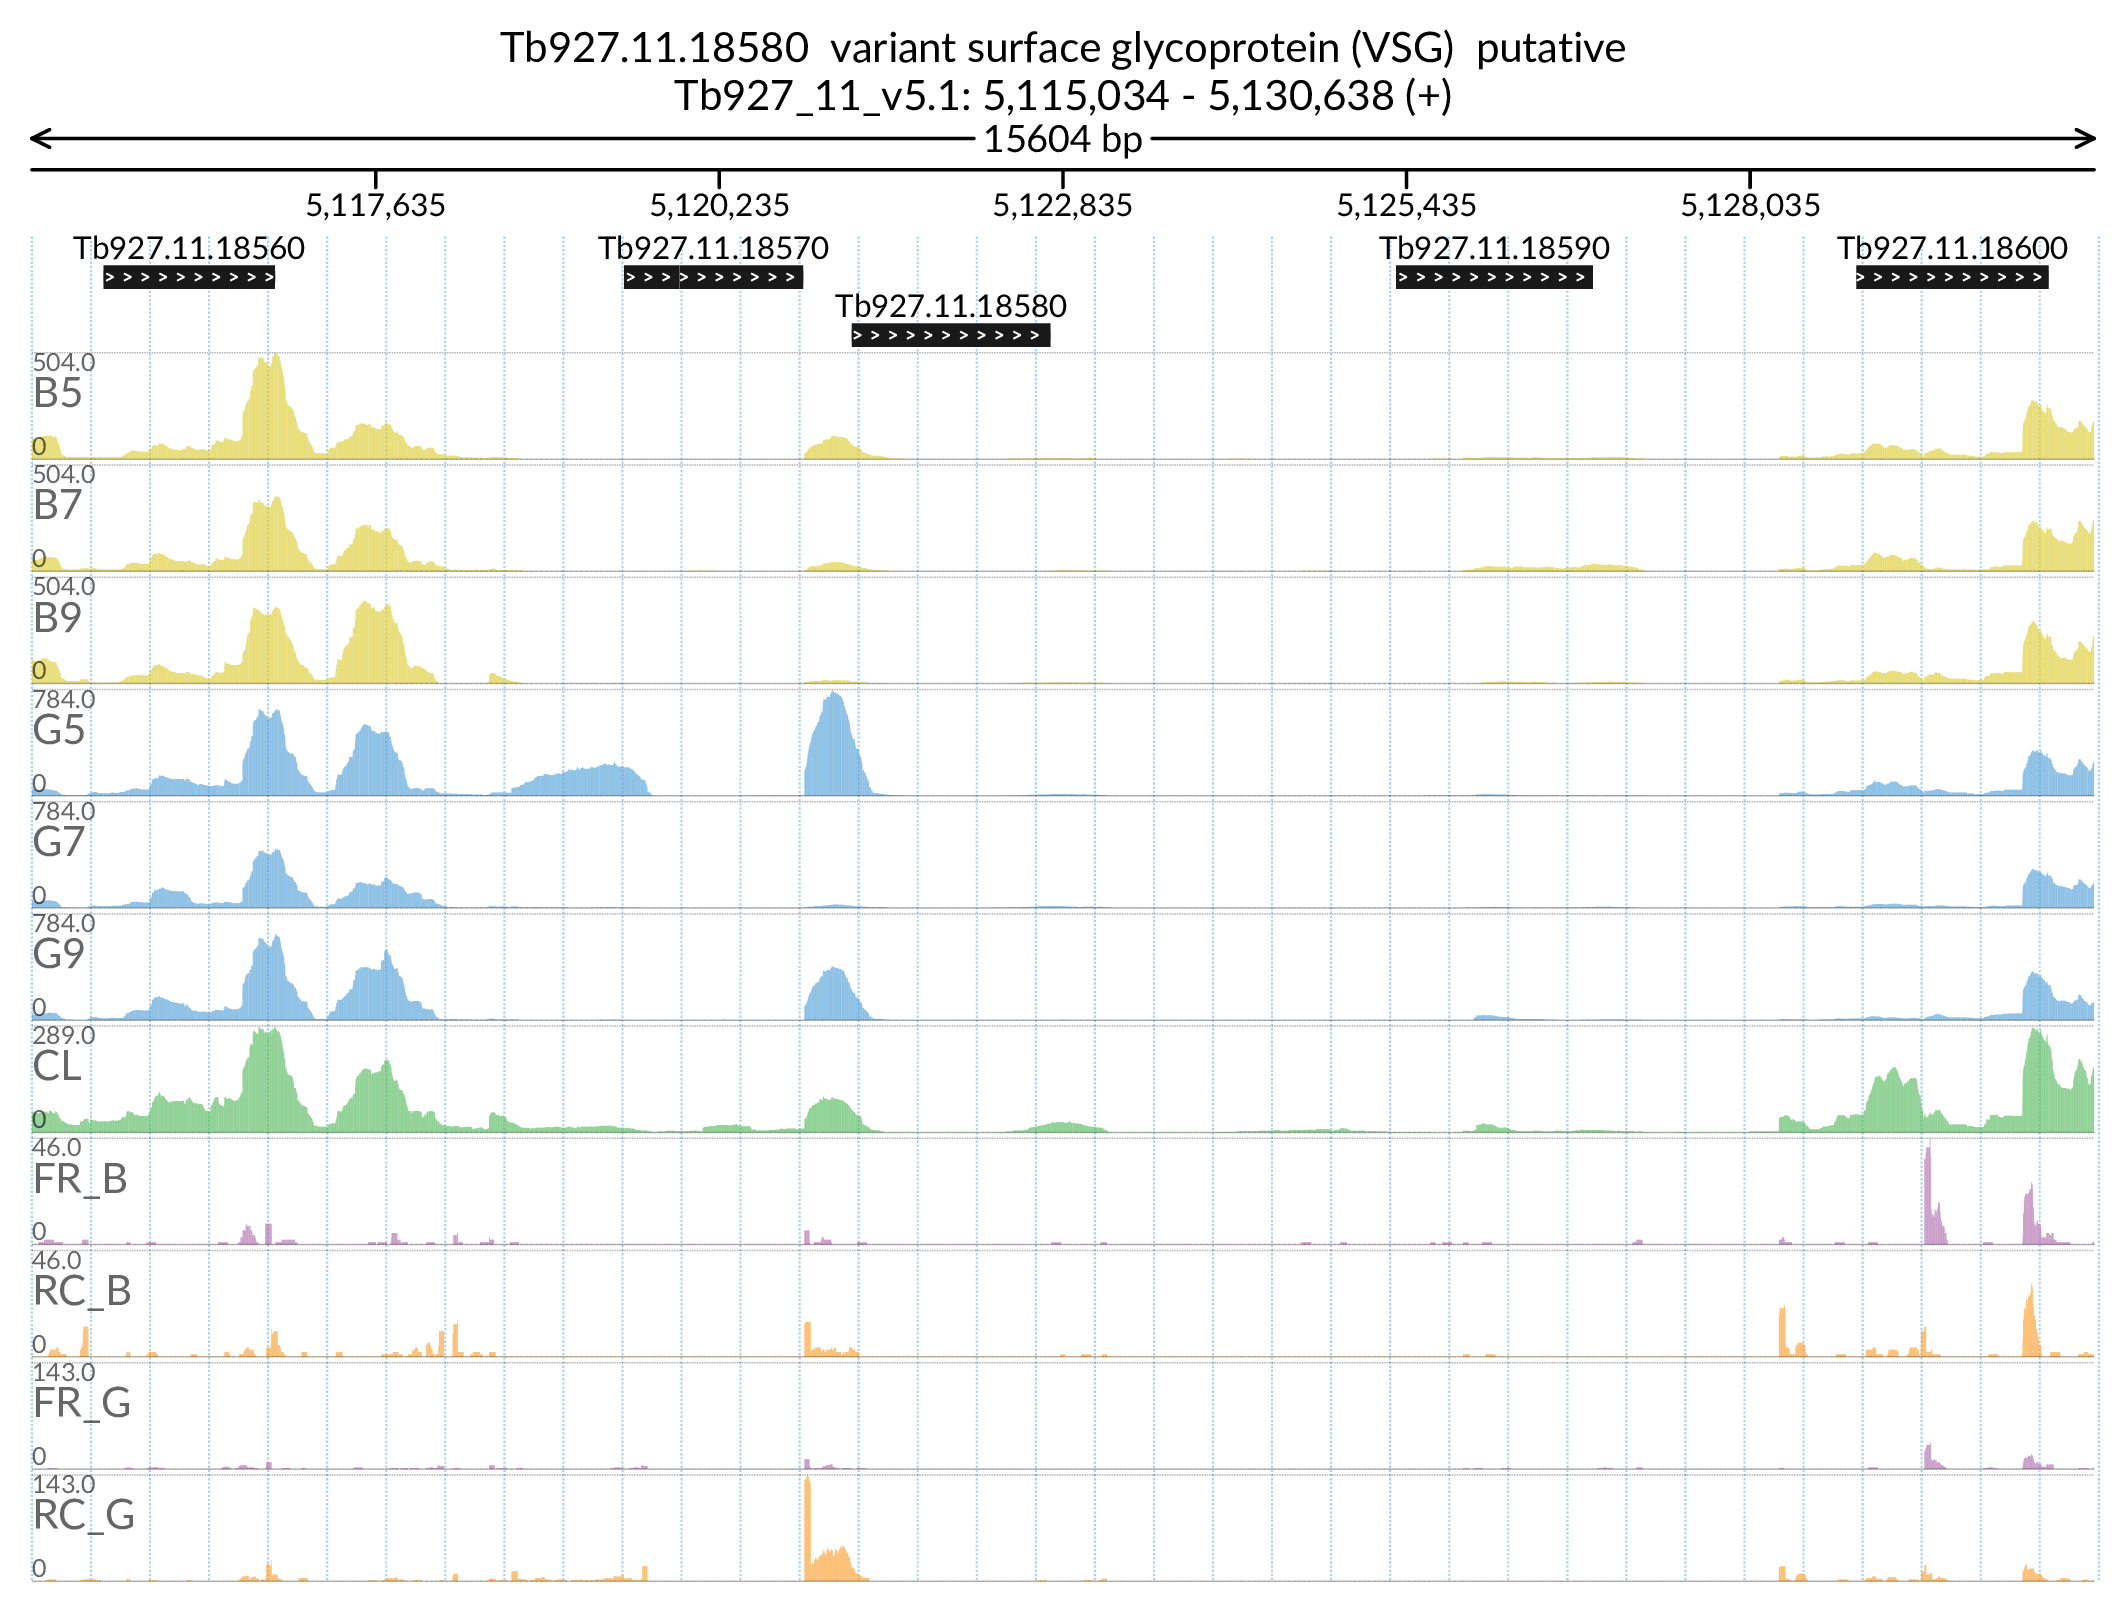 Tb927.11.18580 variant surface glycoprotein (VSG) putative
Tb927_11_v5.1: 5,115,034 - 5,130,638 (+)
15604 bp
5,117,635 5,120,235 5,122,835 5,125,435 5,128,035
Tb927.11.18560 Tb927.11.18570 Tb927.11.18590 Tb927.11.18600
Tb927.11.18580
504.0
B5
0
504.0
B7
0
504.0
B9
0
784.0
G5
0
784.0
G7
0
784.0
G9
0
289.0
CL
0
46.0
FR_B
0
46.0
RC_B
0
143.0
FR_G
0
143.0
RC_G
0